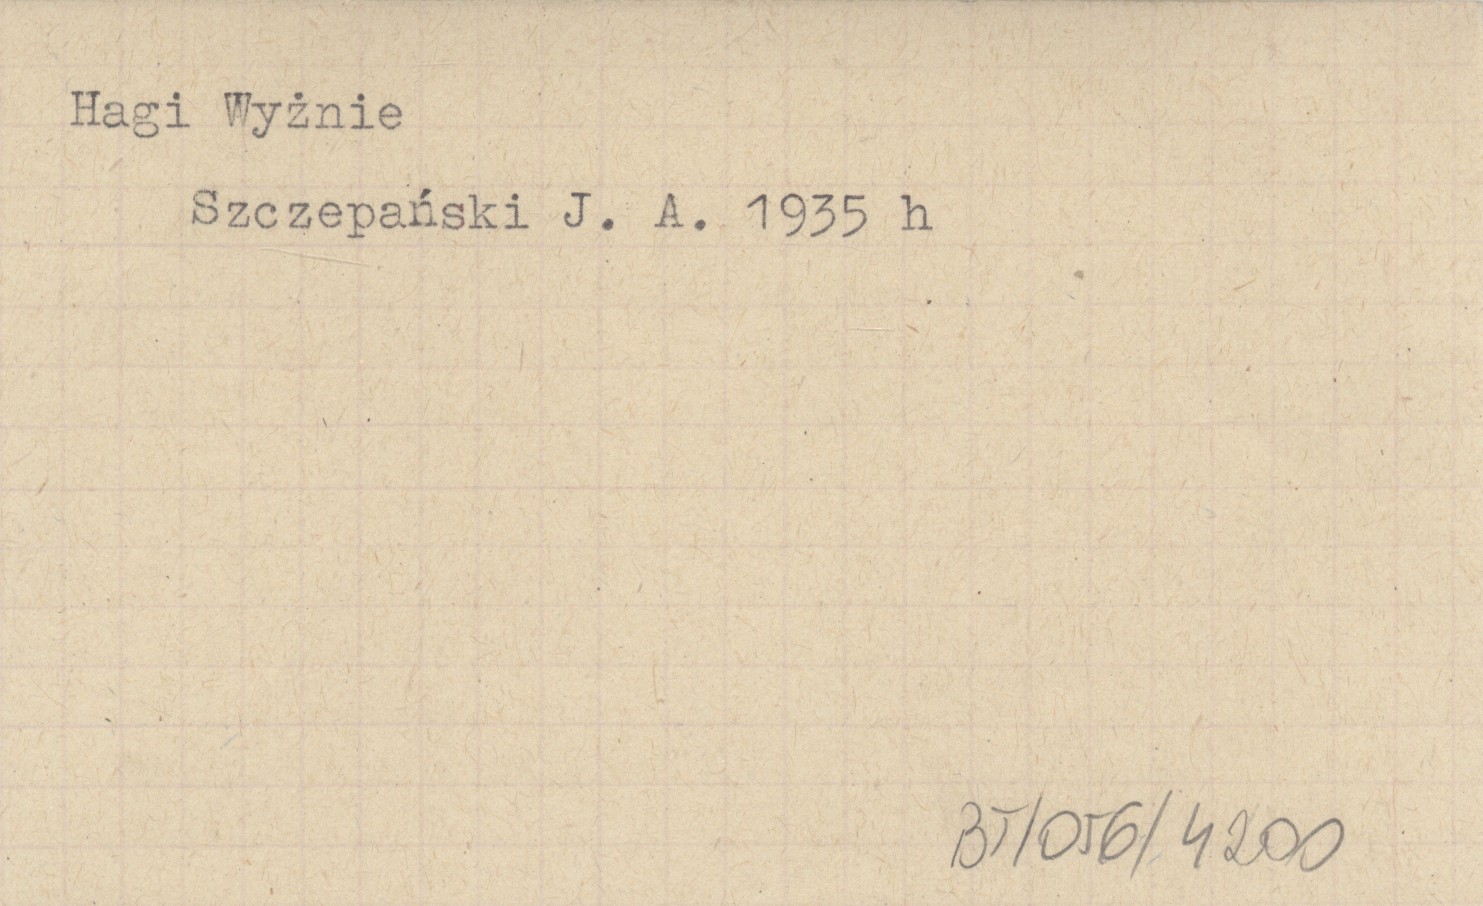 Hagi Wyżnie
Szczepański J. A. 1935 h
BT/056/4200